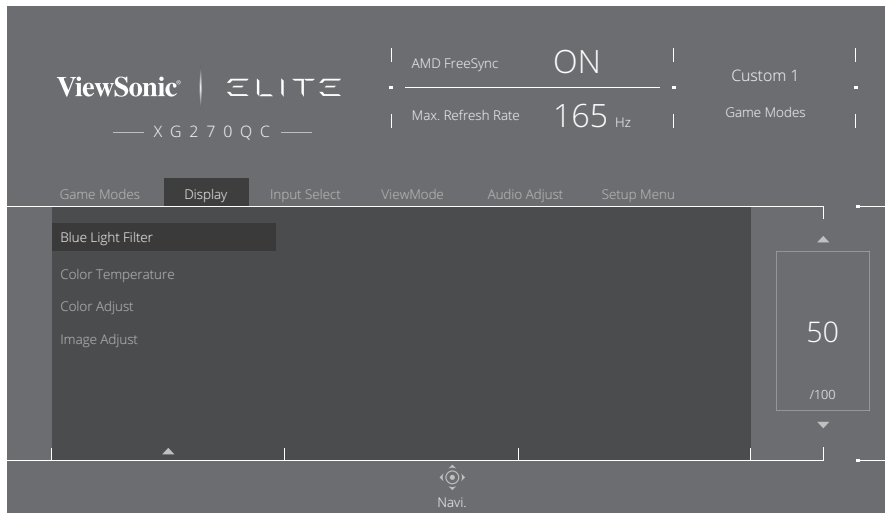 ViewSonic® ELITE
XG270QC
AMD FreeSync ON
Max. Refresh Rate 165 Hz
Custom 1
Game Modes
Game Modes Display Input Select ViewMode Audio Adjust Setup Menu
Blue Light Filter
Color Temperature
Color Adjust
Image Adjust
50
/100
Navi.